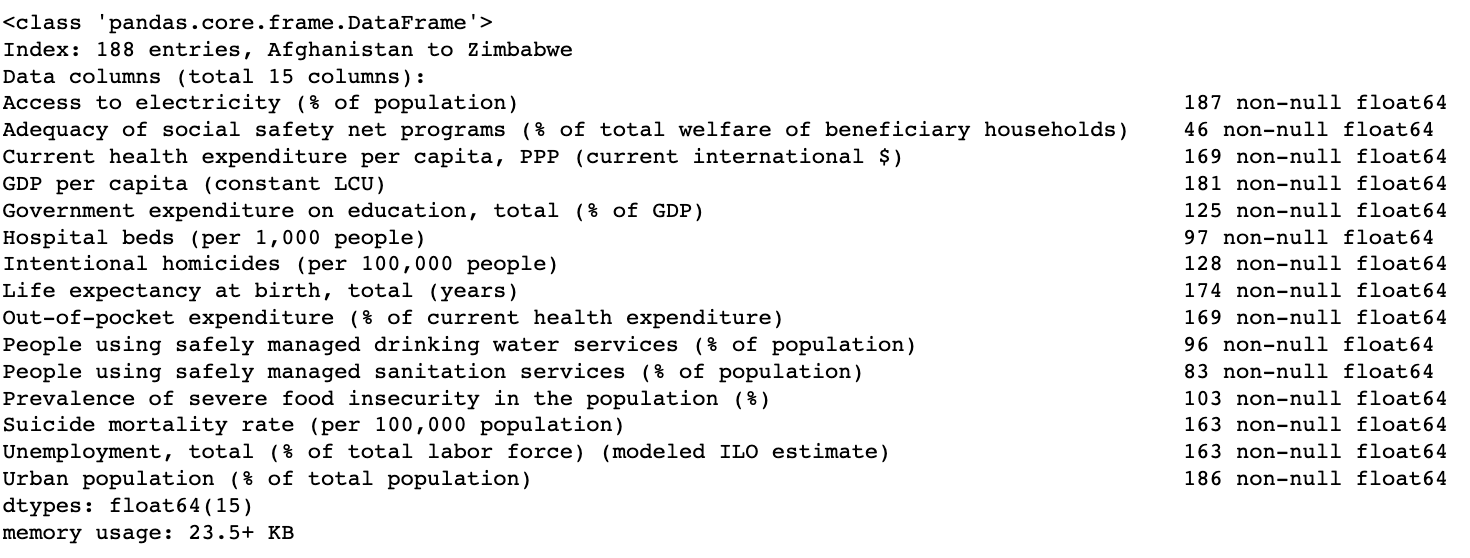 <class 'pandas.core.frame.DataFrame'>
Index: 188 entries, Afghanistan to Zimbabwe
Data columns (total 15 columns):
Access to electricity (% of population) 187 non-null float64
Adequacy of social safety net programs (% of total welfare of beneficiary households) 46 non-null float64
Current health expenditure per capita, PPP (current international $) 169 non-null float64
GDP per capita (constant LCU) 181 non-null float64
Government expenditure on education, total (% of GDP) 125 non-null float64
Hospital beds (per 1,000 people) 97 non-null float64
Intentional homicides (per 100,000 people) 128 non-null float64
Life expectancy at birth, total (years) 174 non-null float64
Out-of-pocket expenditure (% of current health expenditure) 169 non-null float64
People using safely managed drinking water services (% of population) 96 non-null float64
People using safely managed sanitation services (% of population) 83 non-null float64
Prevalence of severe food insecurity in the population (%) 103 non-null float64
Suicide mortality rate (per 100,000 population) 163 non-null float64
Unemployment, total (% of total labor force) (modeled ILO estimate) 163 non-null float64
Urban population (% of total population) 186 non-null float64
dtypes: float64(15)
memory usage: 23.5+ KB